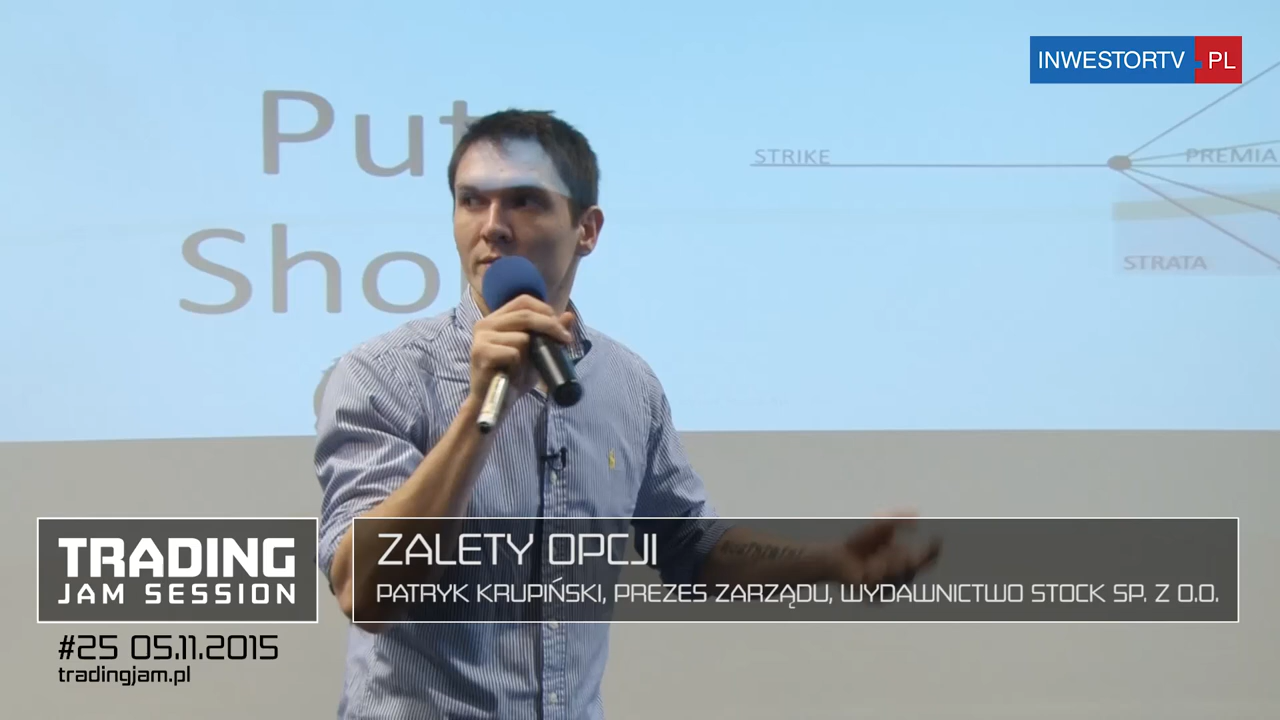 INWESTORTV.PL
Put
STRIKE
PREMIA
Sho
STRATA
TRADING
JAM SESSION
ZALETY OPCJI
PATRYK KRUPIŃSKI, PREZES ZARZĄDU, WYDAWNICTWO STOCK SP. Z O.O.
#25 05.11.2015
tradingjam.pl